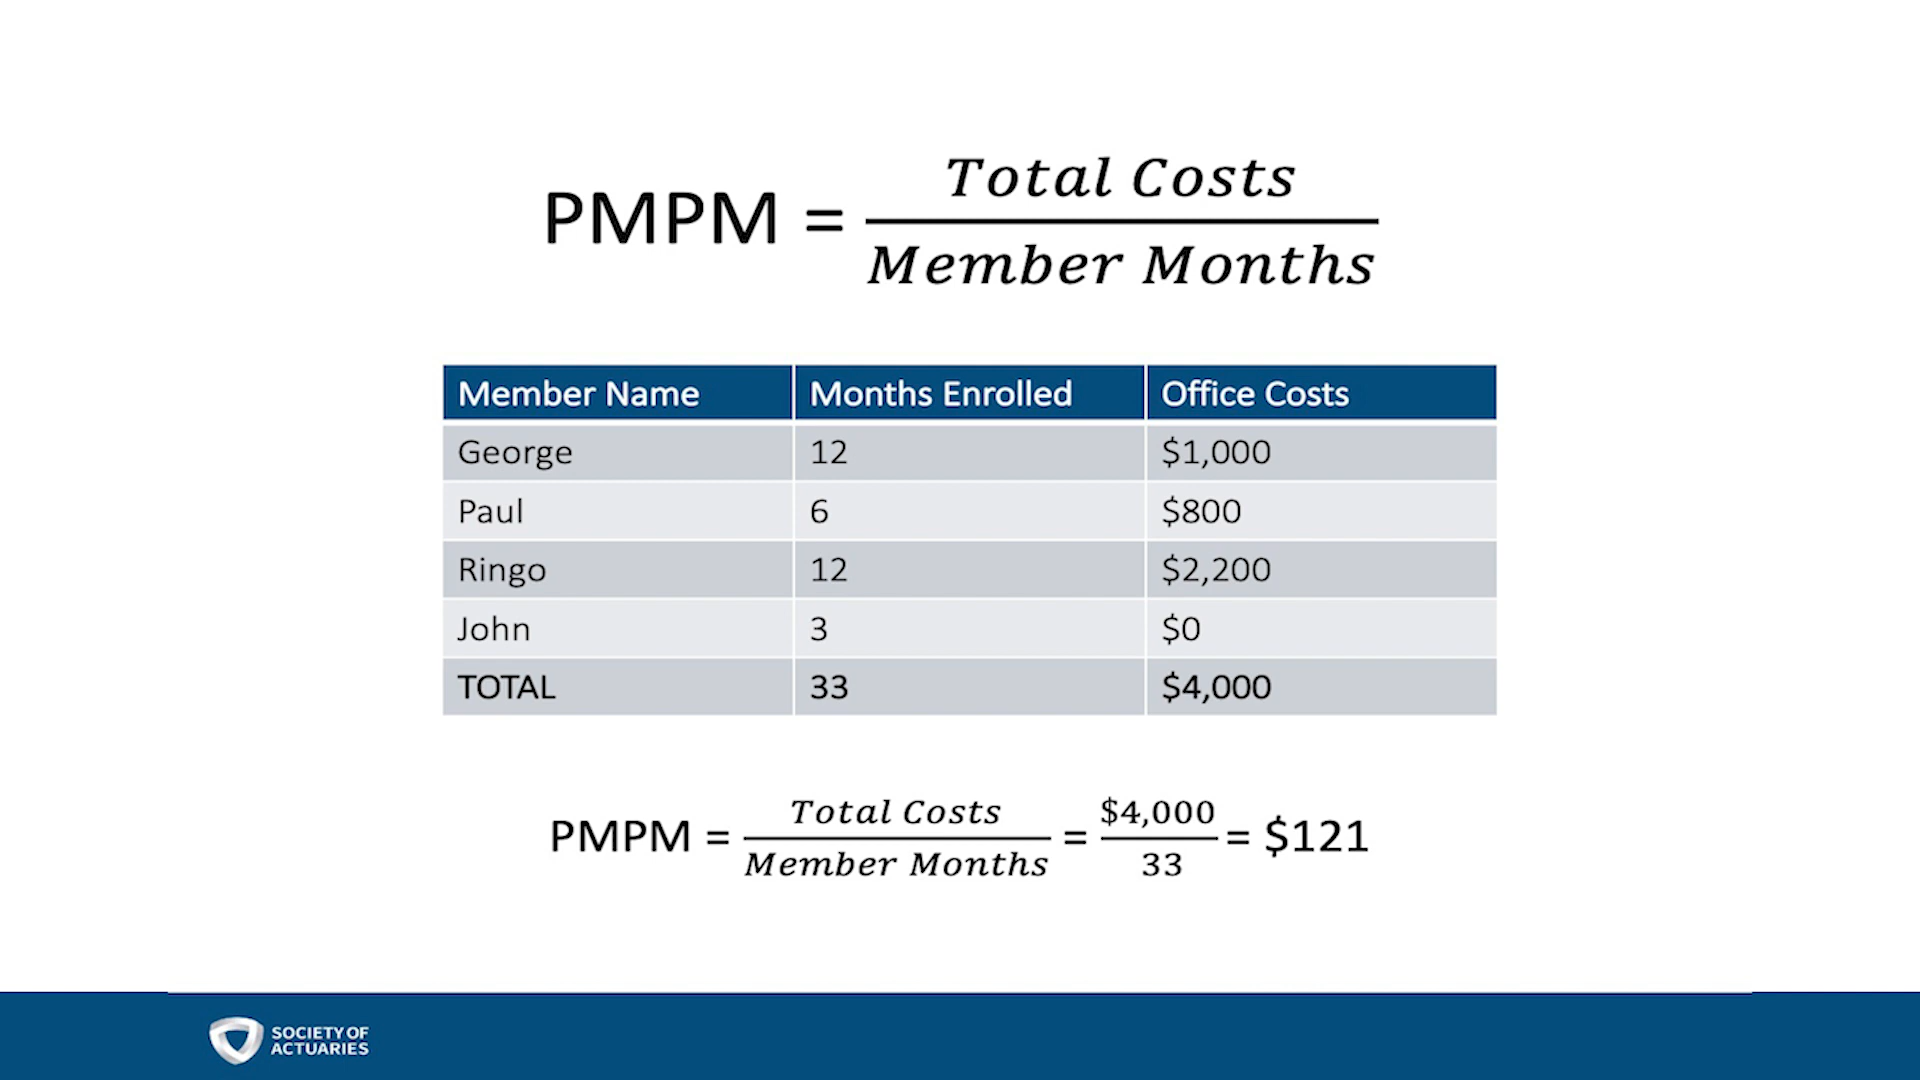 PMPM = Total Costs / Member Months
Member Name Months Enrolled Office Costs
George 12 $1,000
Paul 6 $800
Ringo 12 $2,200
John 3 $0
TOTAL 33 $4,000
PMPM = Total Costs / Member Months = $4,000 / 33 = $121
SOCIETY OF
ACTUARIES